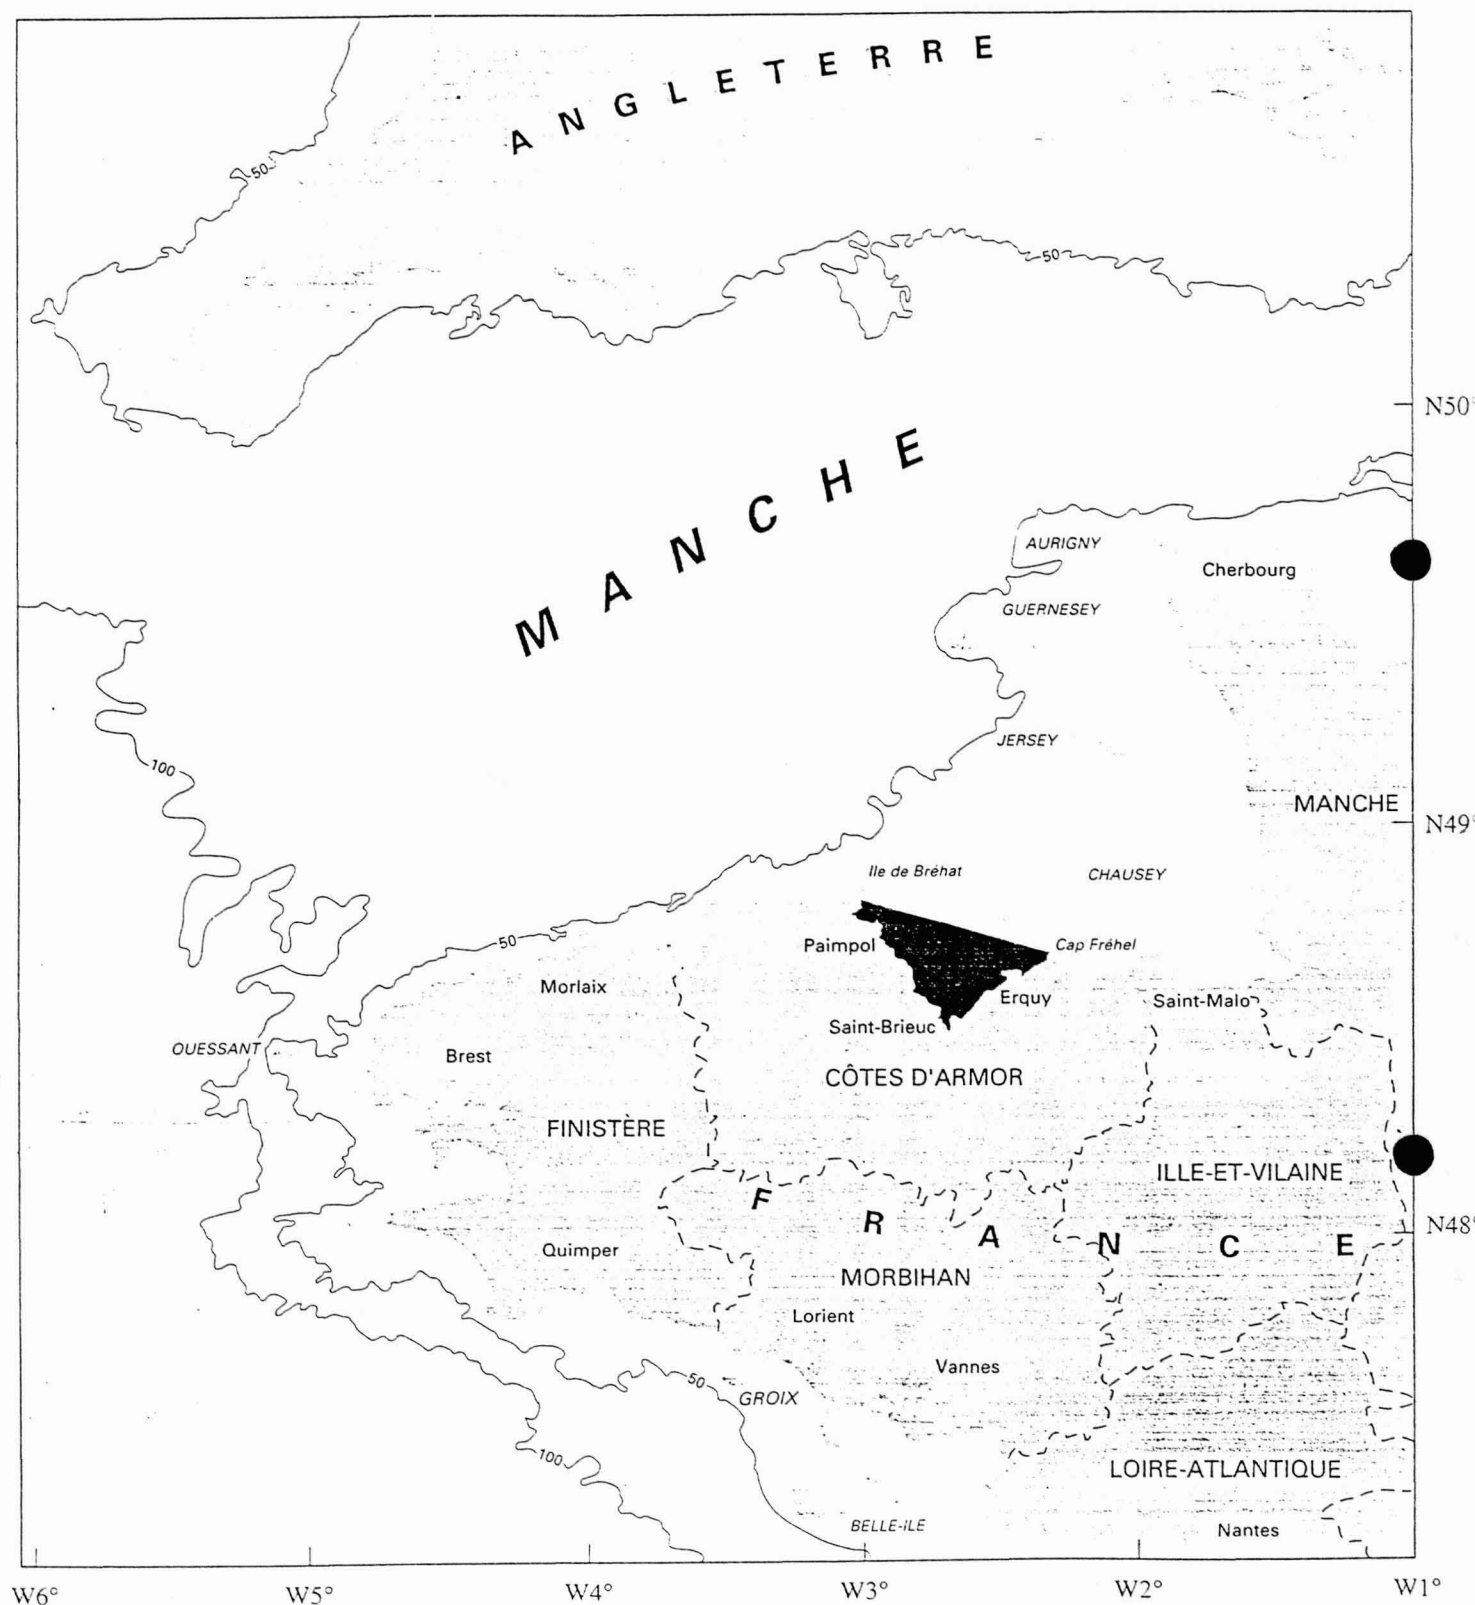 ANGLETERRE
50
50
N50°
MANCHE
AURIGNY
Cherbourg
GUERNESEY
JERSEY
100
MANCHE
N49°
Ile de Bréhat
CHAUSEY
50
Paimpol
Cap Fréhel
Morlaix
Erquy
Saint-Malo
Saint-Brieuc
OUESSANT
Brest
CÔTES D'ARMOR
FINISTÈRE
ILLE-ET-VILAINE
FRANCE
N48°
Quimper
MORBIHAN
Lorient
Vannes
50
GROIX
100
LOIRE-ATLANTIQUE
BELLE-ILE
Nantes
W6° W5° W4° W3° W2° W1°